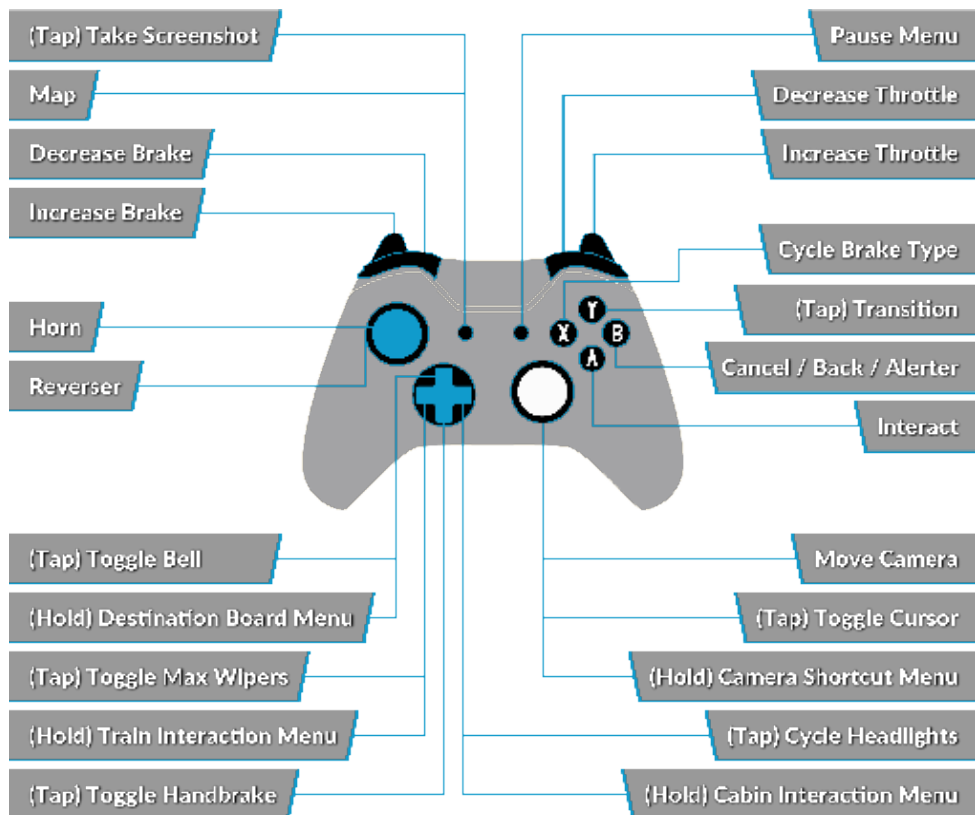 (Tap) Take Screenshot
Map
Decrease Brake
Increase Brake
Horn
Reverser
(Tap) Toggle Bell
(Hold) Destination Board Menu
(Tap) Toggle Max Wipers
(Hold) Train Interaction Menu
(Tap) Toggle Handbrake
Y
X B
A
Pause Menu
Decrease Throttle
Increase Throttle
Cycle Brake Type
(Tap) Transition
Cancel / Back / Alerter
Interact
Move Camera
(Tap) Toggle Cursor
(Hold) Camera Shortcut Menu
(Tap) Cycle Headlights
(Hold) Cabin Interaction Menu